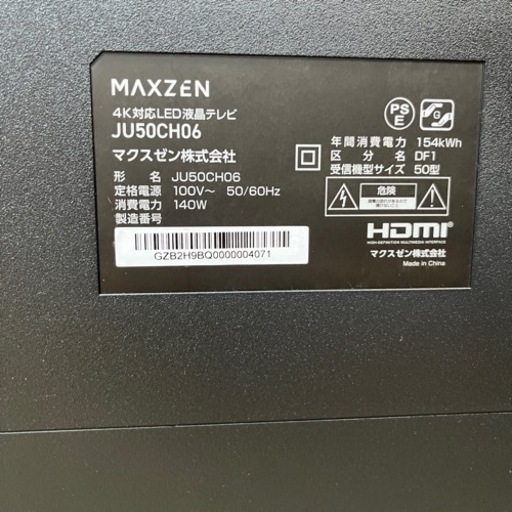 MAXZEN
4K対応LED液晶テレビ
JU50CH06
マクスゼン株式会社
形 名 JU50CH06
定格電源 100V～ 50/60Hz
消費電力 140W
製造番号
GZB2H9BQ0000004071
PS
E
年間消費電力 154kWh
区 分 名 DF1
受信機型サイズ 50型
危険
HDMI
HIGH-DEFINITION MULTIMEDIA INTERFACE
マクスゼン株式会社
Made in China